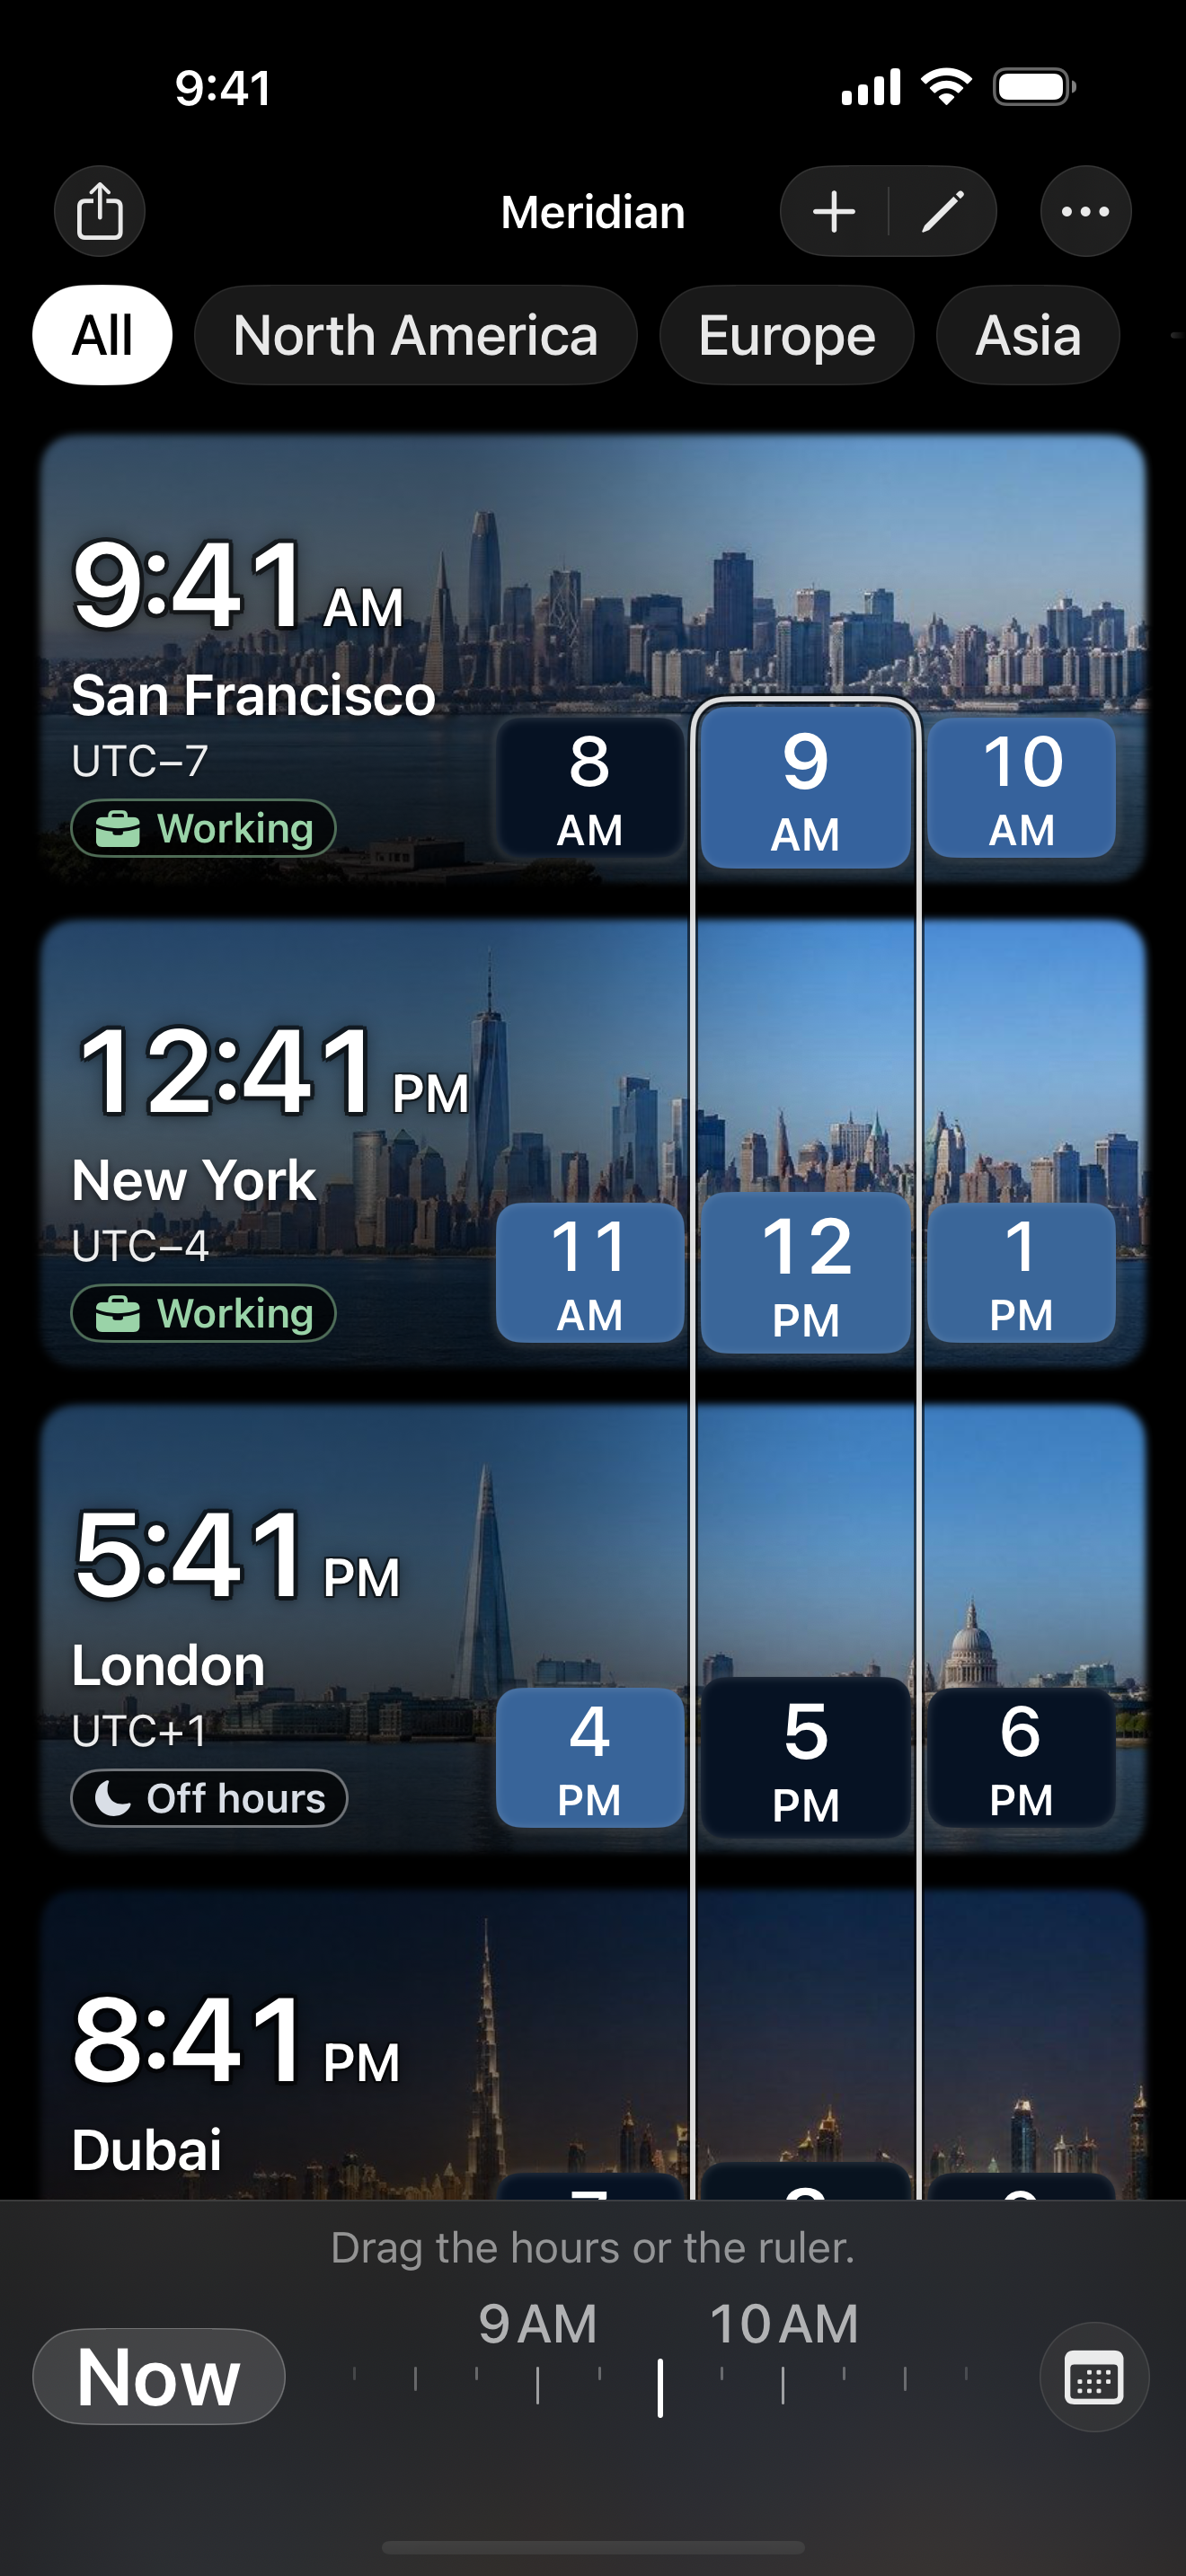 9:41
Meridian
All
North America
Europe
Asia
9:41 AM
San Francisco
UTC−7
Working
8 AM
9 AM
10 AM
12:41 PM
New York
UTC−4
Working
11 AM
12 PM
1 PM
5:41 PM
London
UTC+1
Off hours
4 PM
5 PM
6 PM
8:41 PM
Dubai
Drag the hours or the ruler.
9 AM
10 AM
Now